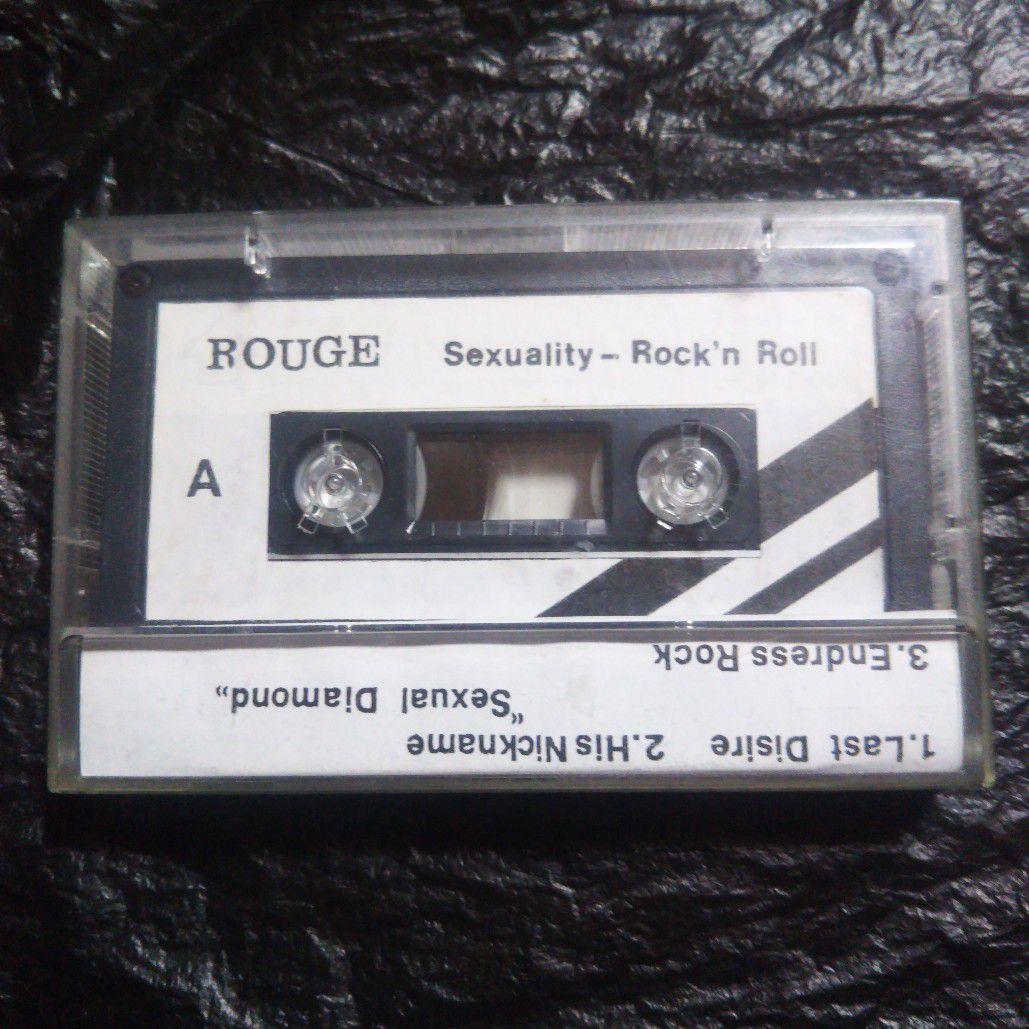 ROUGE Sexuality - Rock'n Roll
A
1.Last Disire 2.His Nickname
"Sexual Diamond„
3.Endress Rock